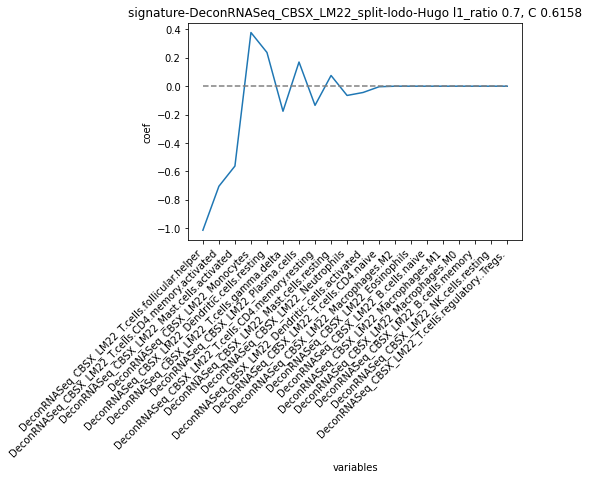 signature-DeconRNASeq_CBSX_LM22_split-lodo-Hugo l1_ratio 0.7, C 0.6158
0.4
0.2
0.0
−0.2
−0.4
−0.6
−0.8
−1.0
coef
DeconRNASeq_CBSX_LM22_T.cells.follicular.helper
DeconRNASeq_CBSX_LM22_T.cells.CD4.memory.activated
DeconRNASeq_CBSX_LM22_Mast.cells.activated
DeconRNASeq_CBSX_LM22_Monocytes
DeconRNASeq_CBSX_LM22_Dendritic.cells.resting
DeconRNASeq_CBSX_LM22_T.cells.gamma.delta
DeconRNASeq_CBSX_LM22_Plasma.cells
DeconRNASeq_CBSX_LM22_T.cells.CD4.memory.resting
DeconRNASeq_CBSX_LM22_Mast.cells.resting
DeconRNASeq_CBSX_LM22_Neutrophils
DeconRNASeq_CBSX_LM22_Dendritic.cells.activated
DeconRNASeq_CBSX_LM22_T.cells.CD4.naive
DeconRNASeq_CBSX_LM22_Macrophages.M2
DeconRNASeq_CBSX_LM22_Eosinophils
DeconRNASeq_CBSX_LM22_B.cells.naive
DeconRNASeq_CBSX_LM22_Macrophages.M1
DeconRNASeq_CBSX_LM22_Macrophages.M0
DeconRNASeq_CBSX_LM22_B.cells.memory
DeconRNASeq_CBSX_LM22_NK.cells.resting
DeconRNASeq_CBSX_LM22_T.cells.regulatory..Tregs.
variables